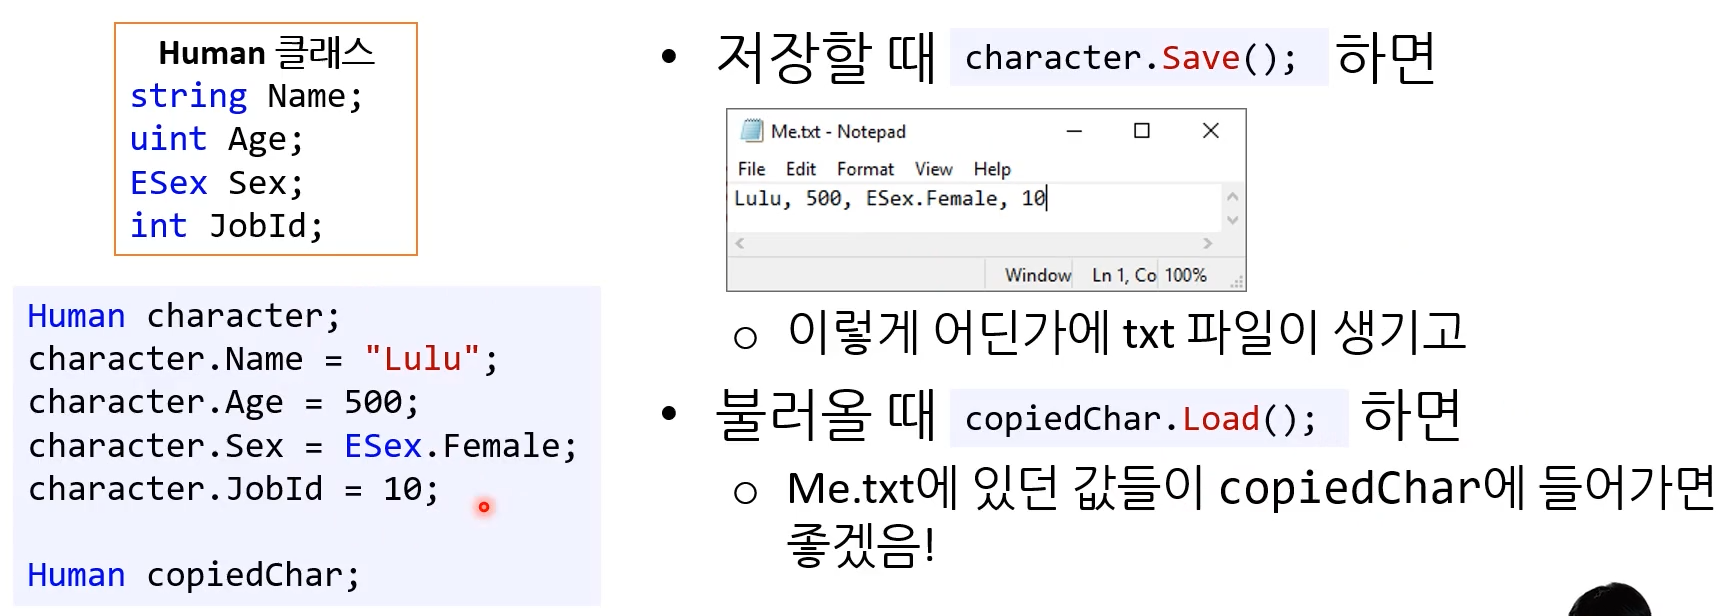 Human 클래스
string Name;
uint Age;
ESex Sex;
int JobId;
Human character;
character.Name = "Lulu";
character.Age = 500;
character.Sex = ESex.Female;
character.JobId = 10;
Human copiedChar;
• 저장할 때 character.Save(); 하면
Me.txt - Notepad
File Edit Format View Help
Lulu, 500, ESex.Female, 10
Window Ln 1, Co 100%
o 이렇게 어딘가에 txt 파일이 생기고
• 불러올 때 copiedChar.Load(); 하면
o Me.txt에 있던 값들이 copiedChar에 들어가면
좋겠음!